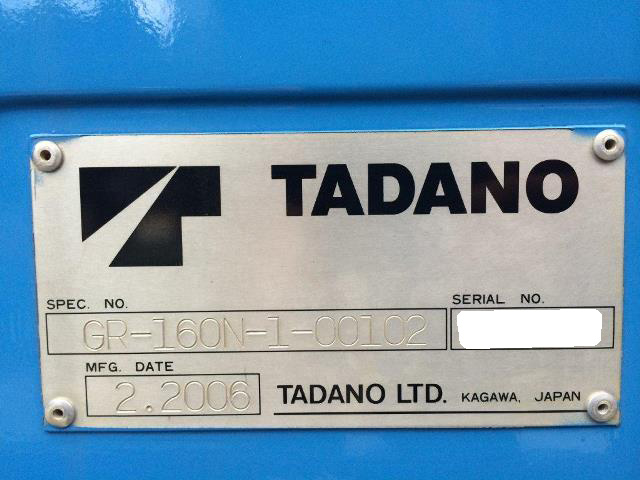 TADANO
SPEC. NO.
SERIAL NO.
GR-160N-1-00102
MFG. DATE
2.2006
TADANO LTD. KAGAWA, JAPAN